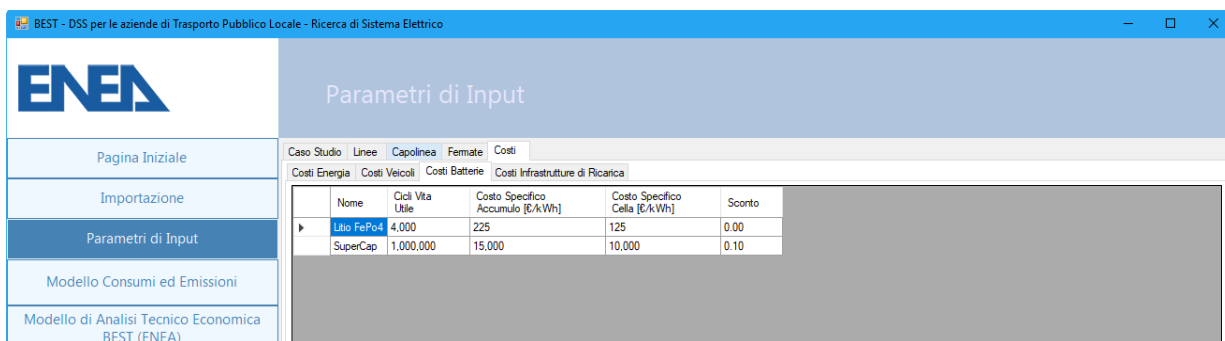 BEST - DSS per le aziende di Trasporto Pubblico Locale - Ricerca di Sistema Elettrico
ENEA
Parametri di Input
Pagina Iniziale
Importazione
Parametri di Input
Modello Consumi ed Emissioni
Modello di Analisi Tecnico Economica
BEST (ENEA)
Caso Studio Linee Capolinea Fermate Costi
Costi Energia Costi Veicoli Costi Batterie Costi Infrastrutture di Ricarica
Nome Cicli Vita Utile Costo Specifico Accumulo [€/kWh] Costo Specifico Cella [€/kWh] Sconto
Litio FePo4 4,000 225 125 0.00
SuperCap 1,000,000 15,000 10,000 0.10